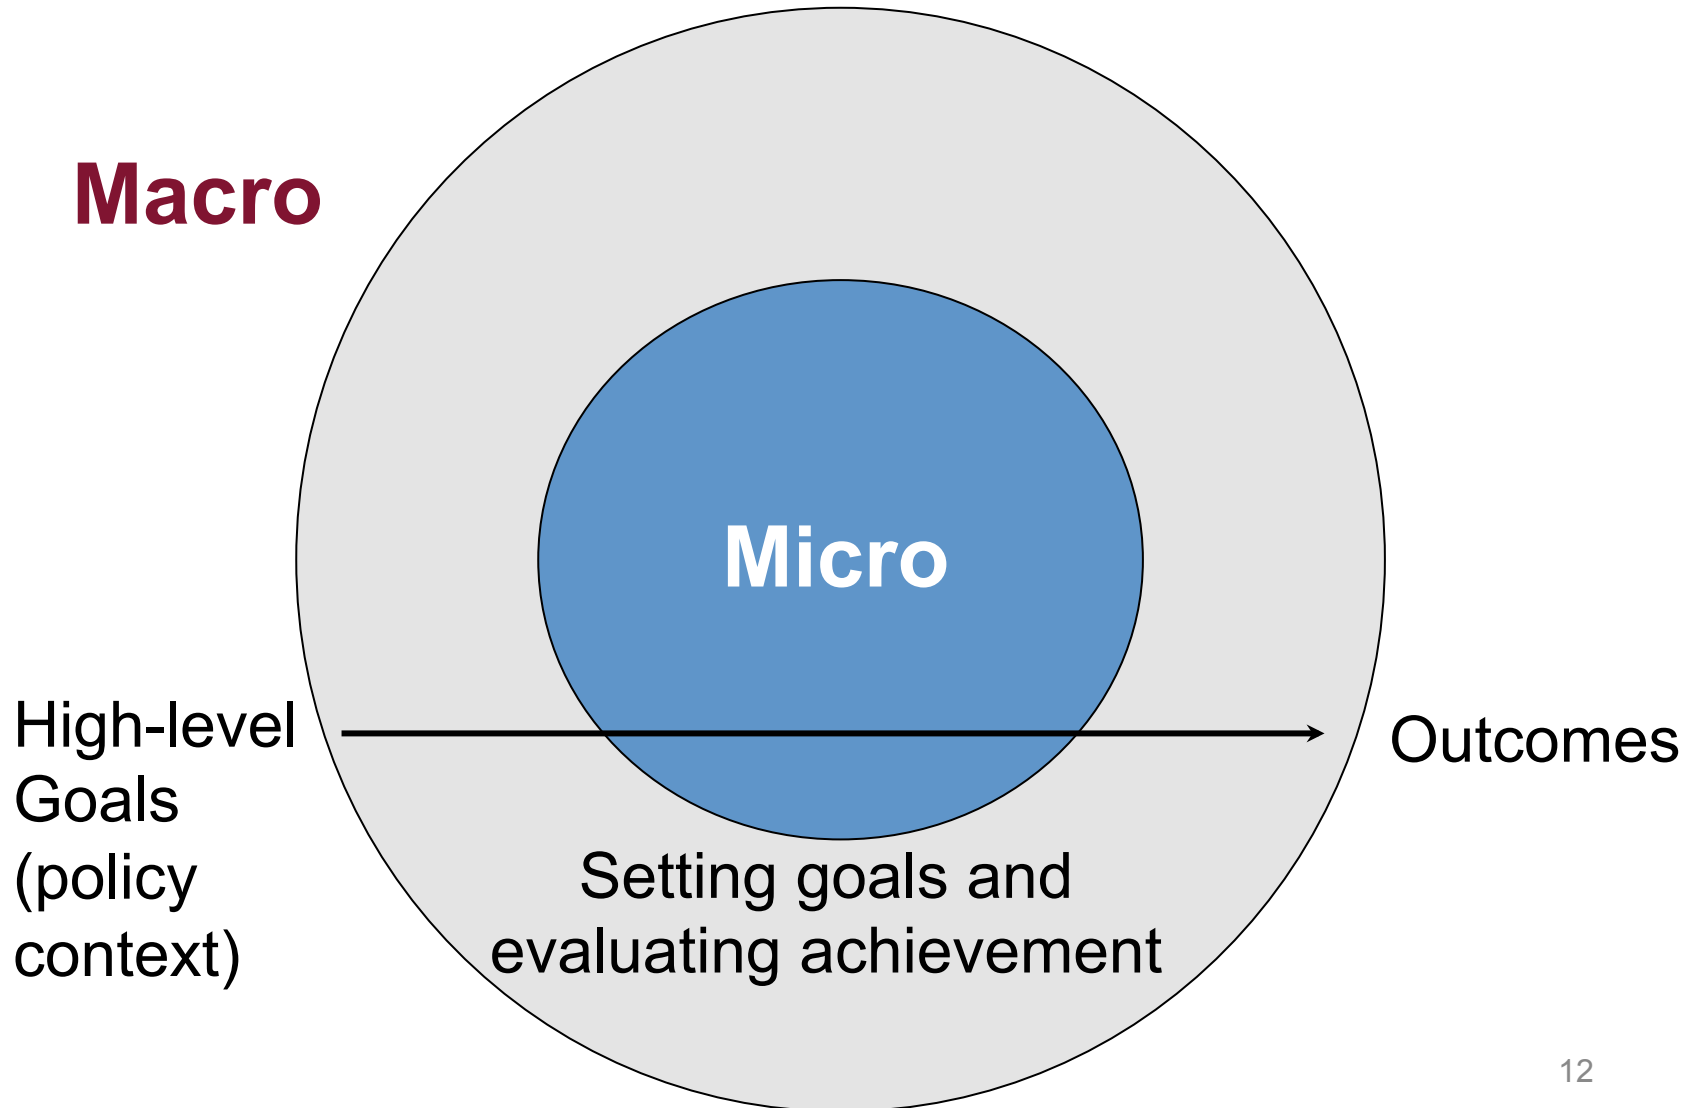 Macro
Micro
High-level
Goals
(policy
context)
Outcomes
Setting goals and
evaluating achievement
12